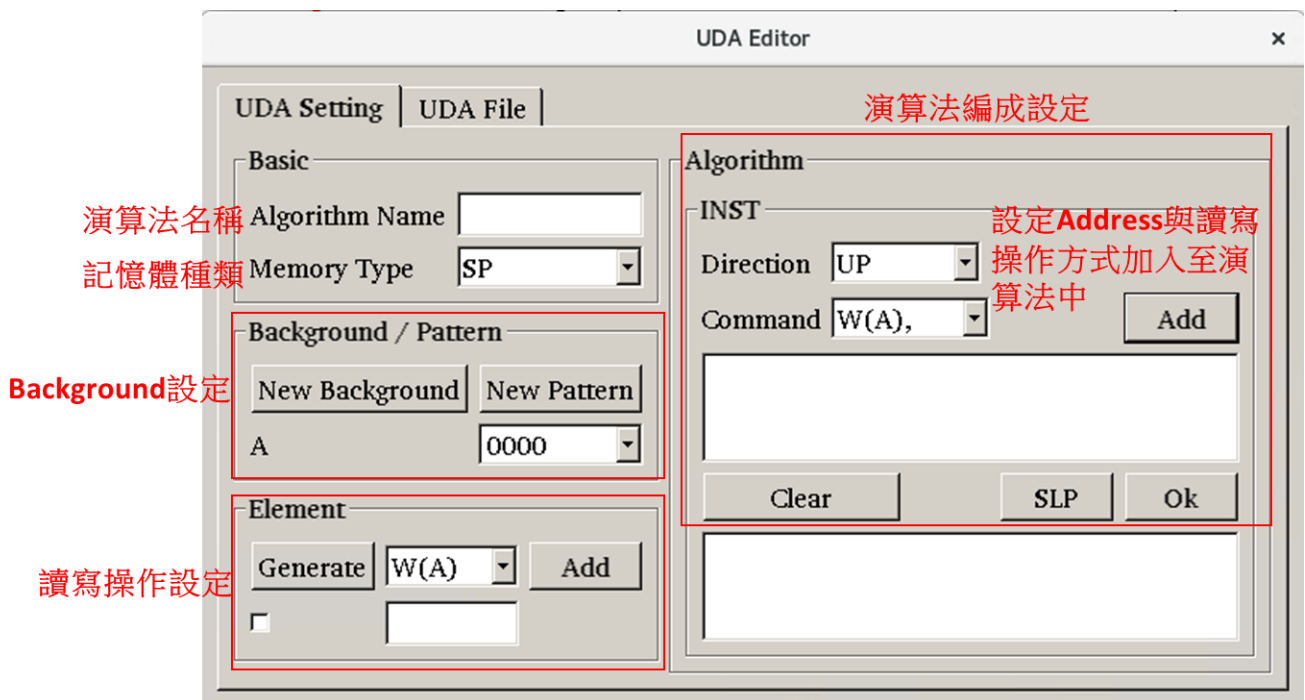 UDA Editor
×
UDA Setting
UDA File
演算法編成設定
Basic
演算法名稱
Algorithm Name
記憶體種類
Memory Type
SP
Background / Pattern
Background設定
New Background
New Pattern
A
0000
Element
讀寫操作設定
Generate
W(A)
Add
Algorithm
INST
Direction
UP
設定Address與讀寫
操作方式加入至演
算法中
Command
W(A),
Add
Clear
SLP
Ok